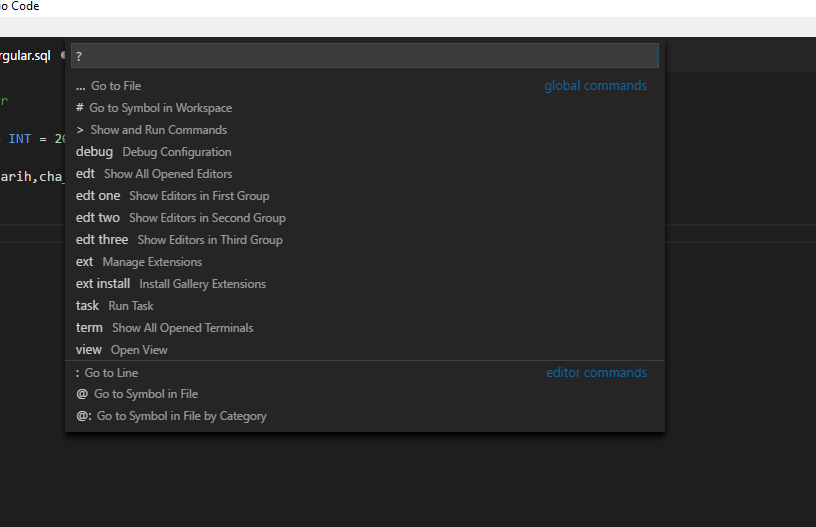 Code
rgular.sql
?
... Go to File global commands
# Go to Symbol in Workspace
> Show and Run Commands
debug Debug Configuration
edt Show All Opened Editors
edt one Show Editors in First Group
edt two Show Editors in Second Group
edt three Show Editors in Third Group
ext Manage Extensions
ext install Install Gallery Extensions
task Run Task
term Show All Opened Terminals
view Open View
: Go to Line editor commands
@ Go to Symbol in File
@: Go to Symbol in File by Category
r
INT = 20
arih,cha_